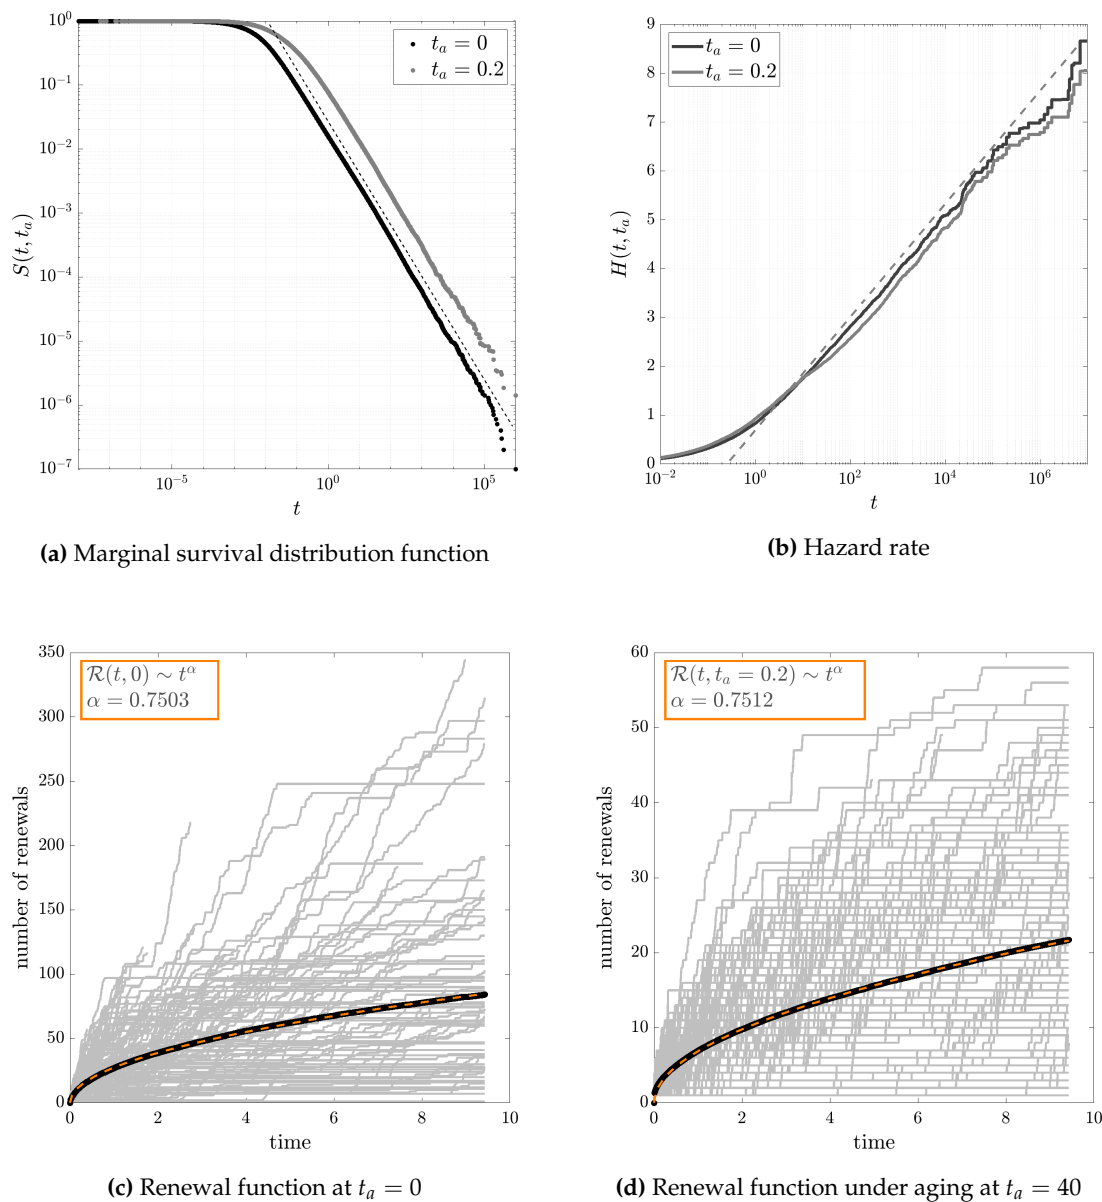 10^0
10^-1
10^-2
10^-3
10^-4
10^-5
10^-6
10^-7
S(t, t_a)
10^-5 10^0 10^5
t
t_a = 0
t_a = 0.2
(a) Marginal survival distribution function
9
8
7
6
5
4
3
2
1
0
H(t, t_a)
10^-2 10^0 10^2 10^4 10^6
t
t_a = 0
t_a = 0.2
(b) Hazard rate
350
300
250
200
150
100
50
0
number of renewals
R(t, 0) ∼ t^α
α = 0.7503
0 2 4 6 8 10
time
(c) Renewal function at t_a = 0
60
50
40
30
20
10
0
number of renewals
R(t, t_a = 0.2) ∼ t^α
α = 0.7512
0 2 4 6 8 10
time
(d) Renewal function under aging at t_a = 40